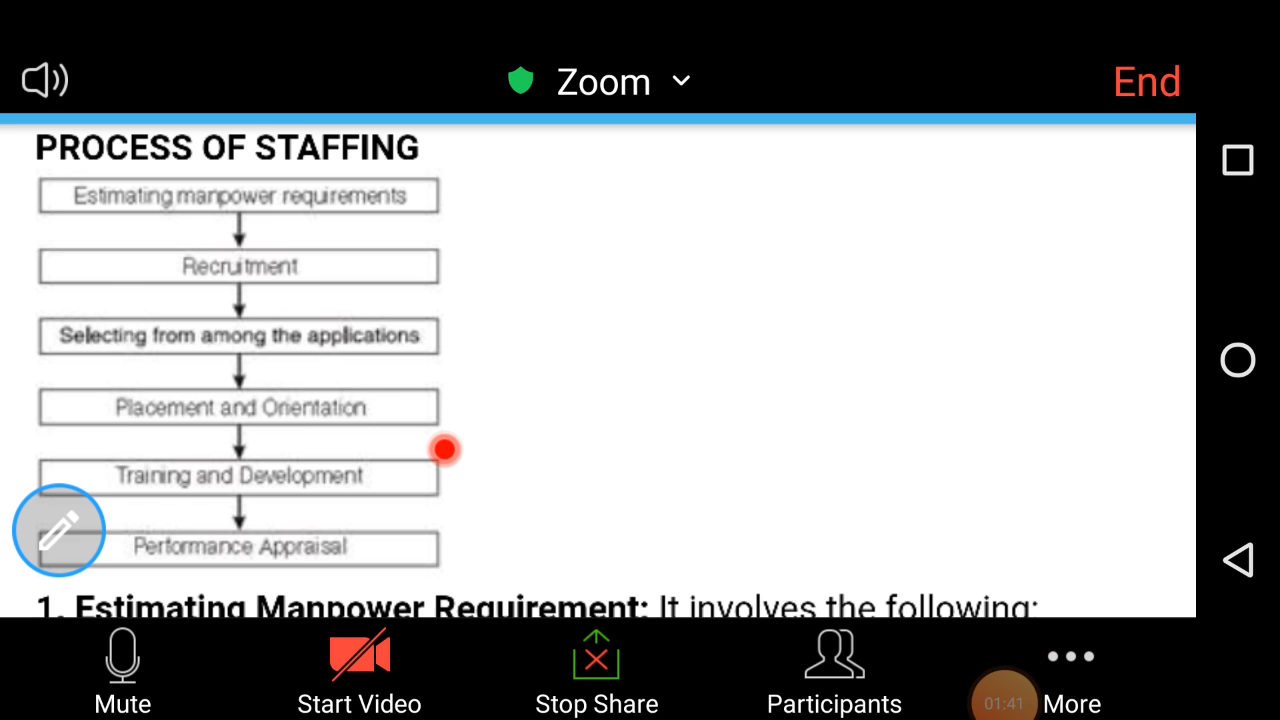 Zoom
End
PROCESS OF STAFFING
Estimating manpower requirements
Recruitment
Selecting from among the applications
Placement and Orientation
Training and Development
Performance Appraisal
1. Estimating Manpower Requirement: It involves the following:
Mute
Start Video
Stop Share
Participants
01:41
More